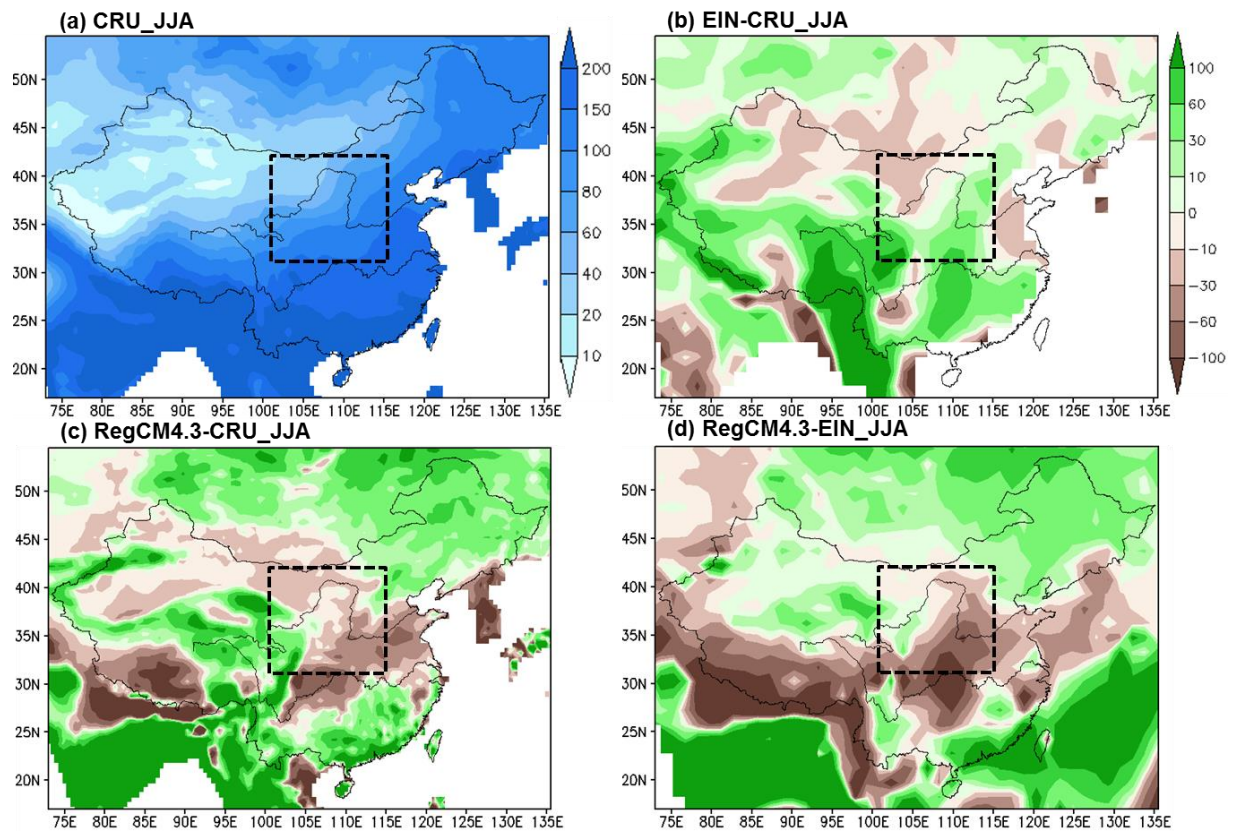 (a) CRU_JJA
50N
45N
40N
35N
30N
25N
20N
75E 80E 85E 90E 95E 100E 105E 110E 115E 120E 125E 130E 135E
200
150
100
80
60
40
20
10
(b) EIN-CRU_JJA
50N
45N
40N
35N
30N
25N
20N
75E 80E 85E 90E 95E 100E 105E 110E 115E 120E 125E 130E 135E
100
60
30
10
0
−10
−30
−60
−100
(c) RegCM4.3-CRU_JJA
50N
45N
40N
35N
30N
25N
20N
75E 80E 85E 90E 95E 100E 105E 110E 115E 120E 125E 130E 135E
(d) RegCM4.3-EIN_JJA
50N
45N
40N
35N
30N
25N
20N
75E 80E 85E 90E 95E 100E 105E 110E 115E 120E 125E 130E 135E